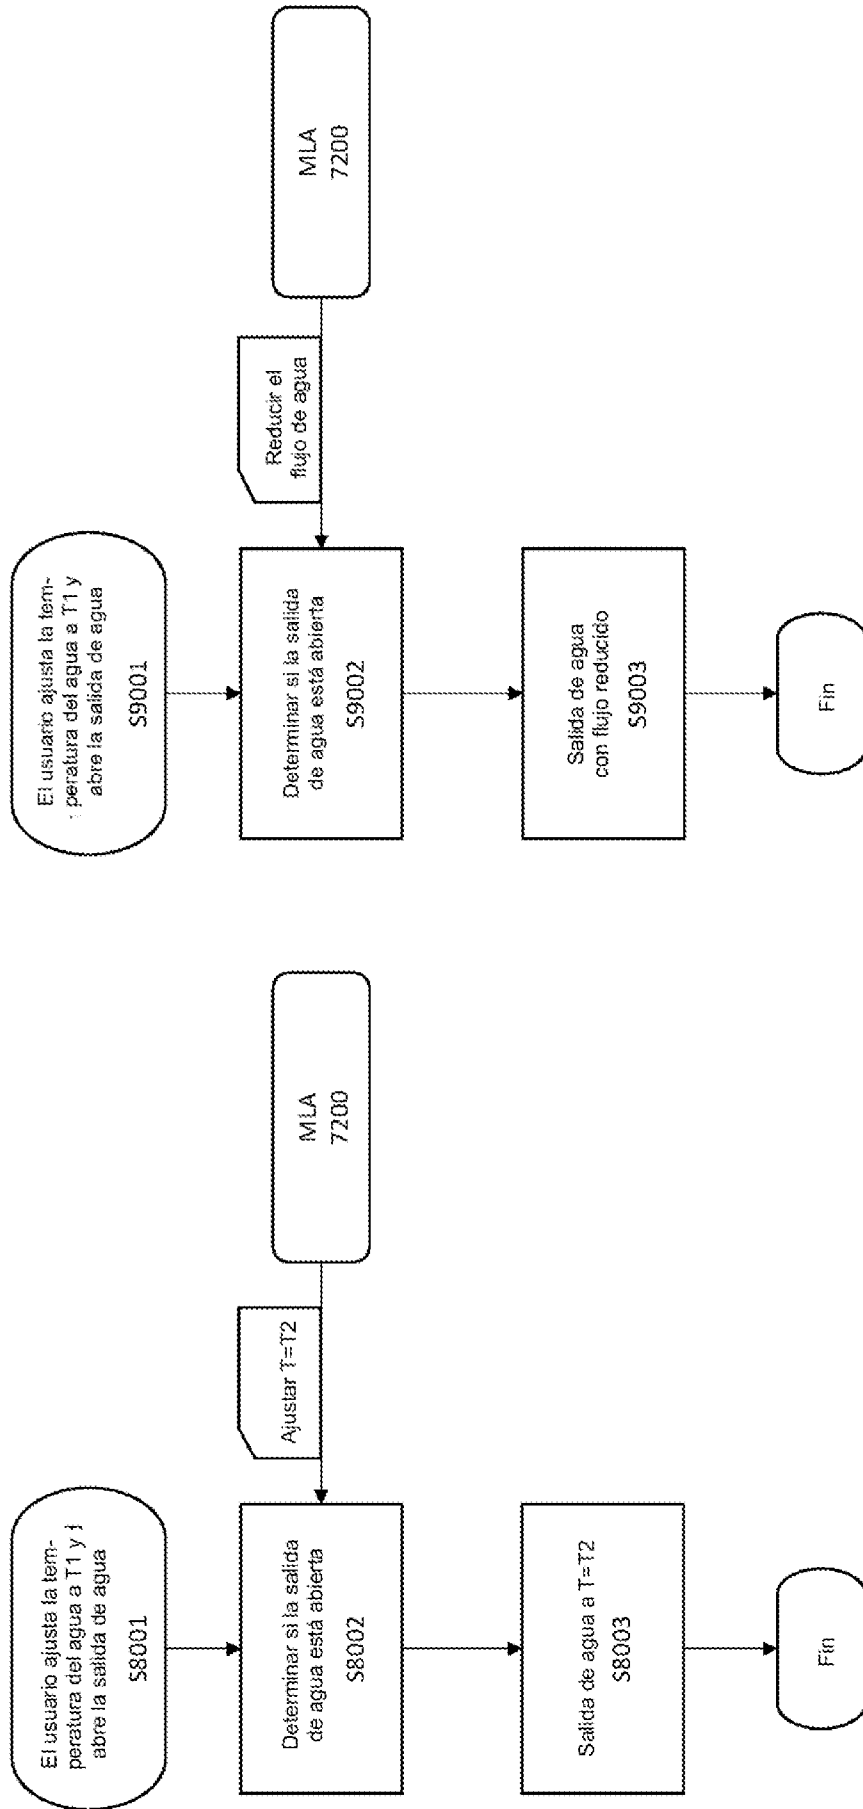 El usuario ajusta la tem-
peratura del agua a T1 y
abre la salida de agua
S8001
Determinar si la salida
de agua está abierta
S8002
Ajustar T=T2
MLA
7200
Salida de agua a T=T2
S8003
Fin
El usuario ajusta la tem-
peratura del agua a T1 y
abre la salida de agua
S9001
Determinar si la salida
de agua está abierta
S9002
Reducir el
flujo de agua
MLA
7200
Salida de agua
con flujo reducido
S9003
Fin